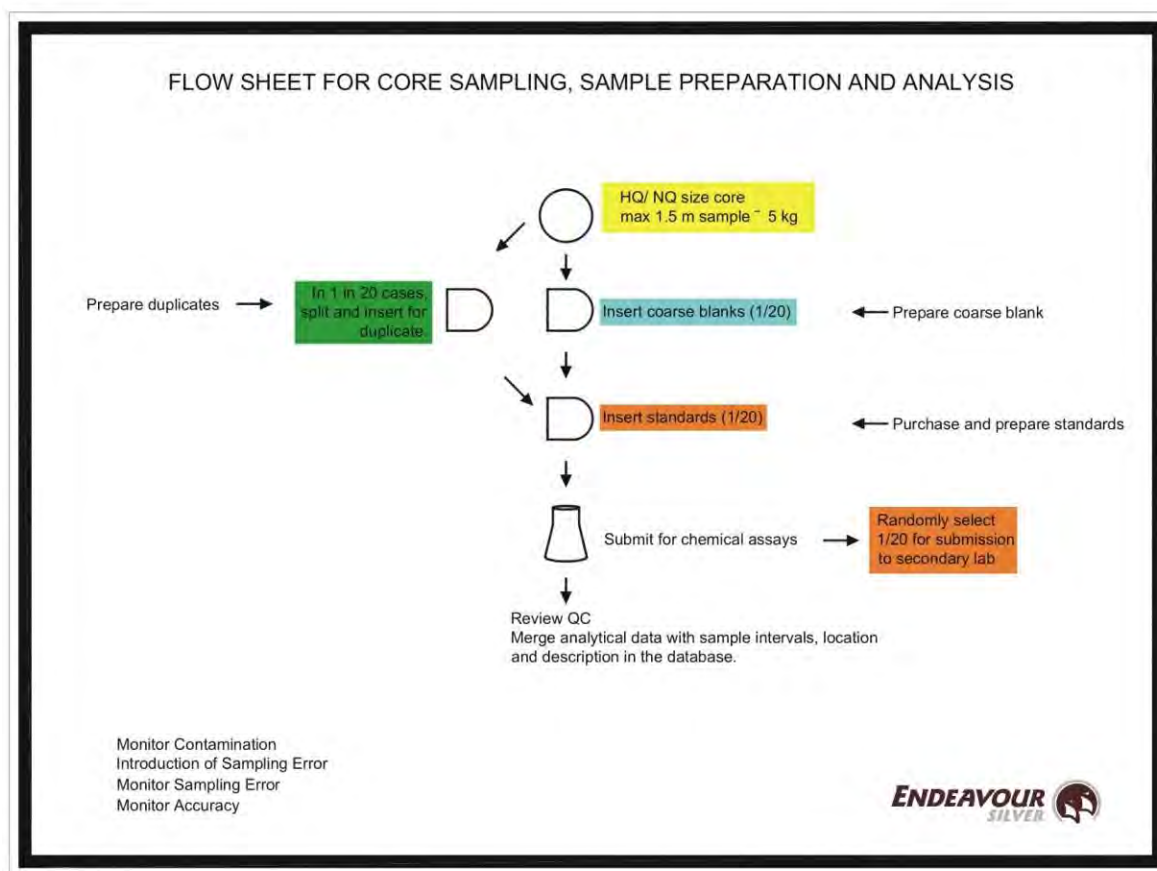 FLOW SHEET FOR CORE SAMPLING, SAMPLE PREPARATION AND ANALYSIS
HQ/ NQ size core
max 1.5 m sample ~ 5 kg
Prepare duplicates
In 1 in 20 cases,
split and insert for
duplicate.
Insert coarse blanks (1/20)
Prepare coarse blank
Insert standards (1/20)
Purchase and prepare standards
Submit for chemical assays
Randomly select
1/20 for submission
to secondary lab
Review QC
Merge analytical data with sample intervals, location
and description in the database.
Monitor Contamination
Introduction of Sampling Error
Monitor Sampling Error
Monitor Accuracy
ENDEAVOUR
SILVER